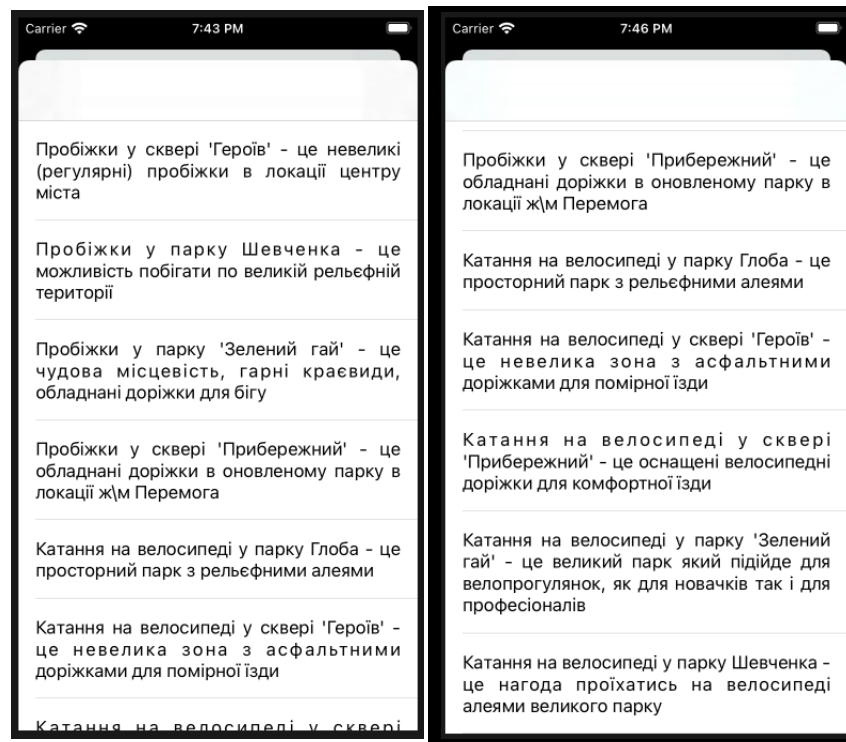 Carrier 7:43 PM
Пробіжки у сквері 'Героїв' - це невеликі
(регулярні) пробіжки в локації центру
міста
Пробіжки у парку Шевченка - це
можливість побігати по великій рельєфній
території
Пробіжки у парку 'Зелений гай' - це
чудова місцевість, гарні краєвиди,
обладнані доріжки для бігу
Пробіжки у сквері 'Прибережний' - це
обладнані доріжки в оновленому парку в
локації ж\м Перемога
Катання на велосипеді у парку Глоба - це
просторний парк з рельєфними алеями
Катання на велосипеді у сквері 'Героїв' -
це невелика зона з асфальтними
доріжками для помірної їзди
Катання на велосипеді у сквері
Carrier 7:46 PM
Пробіжки у сквері 'Прибережний' - це
обладнані доріжки в оновленому парку в
локації ж\м Перемога
Катання на велосипеді у парку Глоба - це
просторний парк з рельєфними алеями
Катання на велосипеді у сквері 'Героїв' -
це невелика зона з асфальтними
доріжками для помірної їзди
Катання на велосипеді у сквері
'Прибережний' - це оснащені велосипедні
доріжки для комфортної їзди
Катання на велосипеді у парку 'Зелений
гай' - це великий парк який підійде для
велопрогулянок, як для новачків так і для
професіоналів
Катання на велосипеді у парку Шевченка -
це нагода проїхатись на велосипеді
алеями великого парку